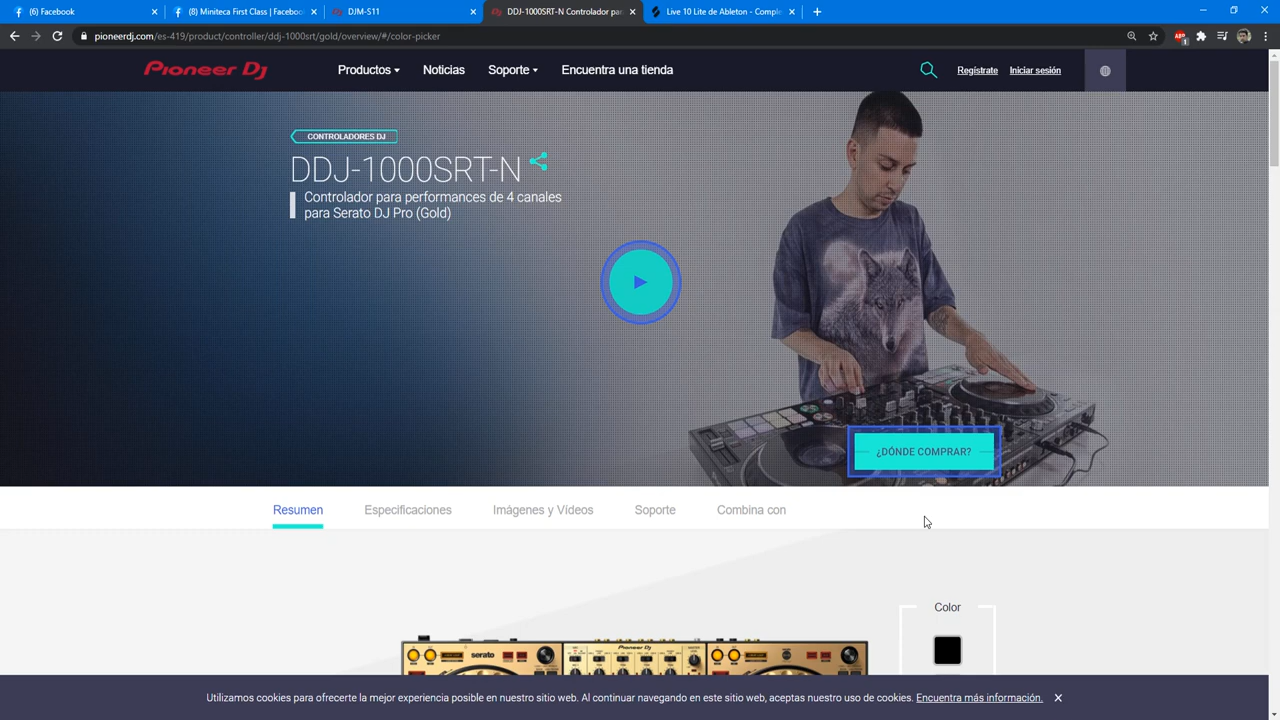 (6) Facebook
(8) Miniteca First Class | Facebook
DJM-S11
DDJ-1000SRT-N Controlador par
Live 10 Lite de Ableton - Comple
pioneerdj.com/es-419/product/controller/ddj-1000srt/gold/overview/#/color-picker
ABP
1
Pioneer Dj
Productos
Noticias
Soporte
Encuentra una tienda
Regístrate
Iniciar sesión
CONTROLADORES DJ
DDJ-1000SRT-N
Controlador para performances de 4 canales
para Serato DJ Pro (Gold)
¿DÓNDE COMPRAR?
Resumen
Especificaciones
Imágenes y Vídeos
Soporte
Combina con
Color
serato
Pioneer Dj
Utilizamos cookies para ofrecerte la mejor experiencia posible en nuestro sitio web. Al continuar navegando en este sitio web, aceptas nuestro uso de cookies. Encuentra más información.